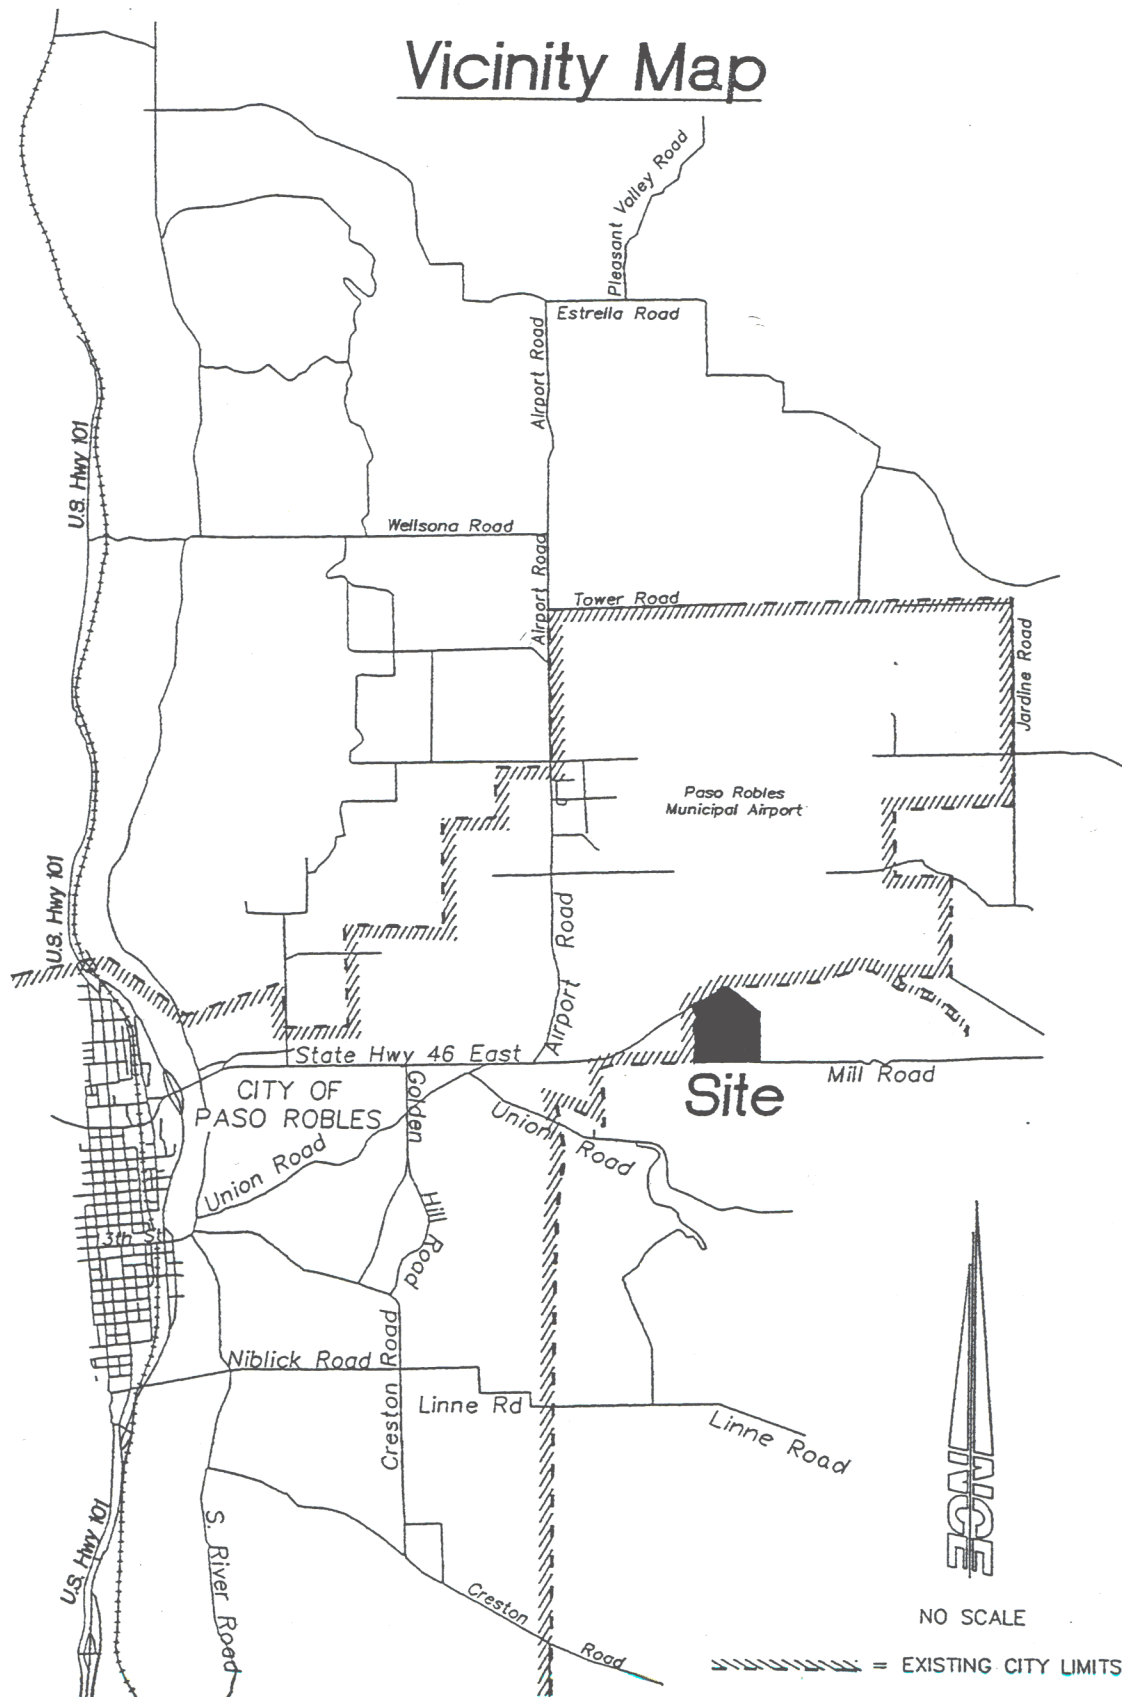 Vicinity Map
Pleasant Valley Road
Estrella Road
Airport Road
U.S. Hwy 101
Wellsona Road
Airport Road
Tower Road
Jardine Road
Paso Robles
Municipal Airport
U.S. Hwy 101
Airport Road
State Hwy 46 East
Mill Road
Site
CITY OF
PASO ROBLES
Golden Hill Road
Union Road
Union Road
13th St
Niblick Road
Creston Road
Linne Rd
Linne Road
U.S. Hwy 101
S. River Road
Creston Road
NCE
NO SCALE
= EXISTING CITY LIMITS